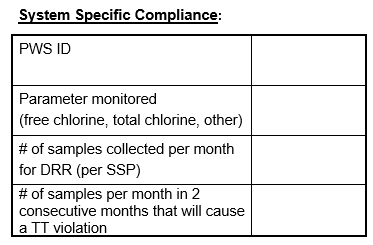 System Specific Compliance:
PWS ID
Parameter monitored
(free chlorine, total chlorine, other)
# of samples collected per month
for DRR (per SSP)
# of samples per month in 2
consecutive months that will cause
a TT violation